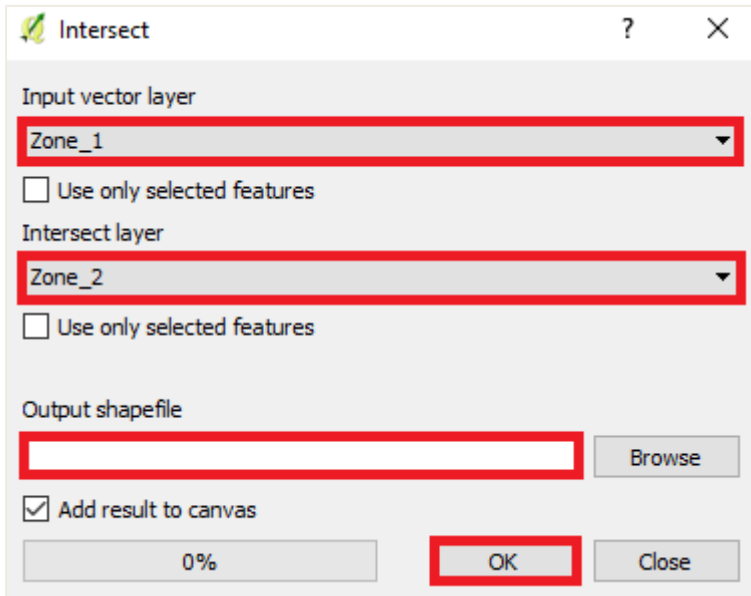 Intersect ?
Input vector layer
Zone_1
Use only selected features
Intersect layer
Zone_2
Use only selected features
Output shapefile
Browse
Add result to canvas
0% OK Close